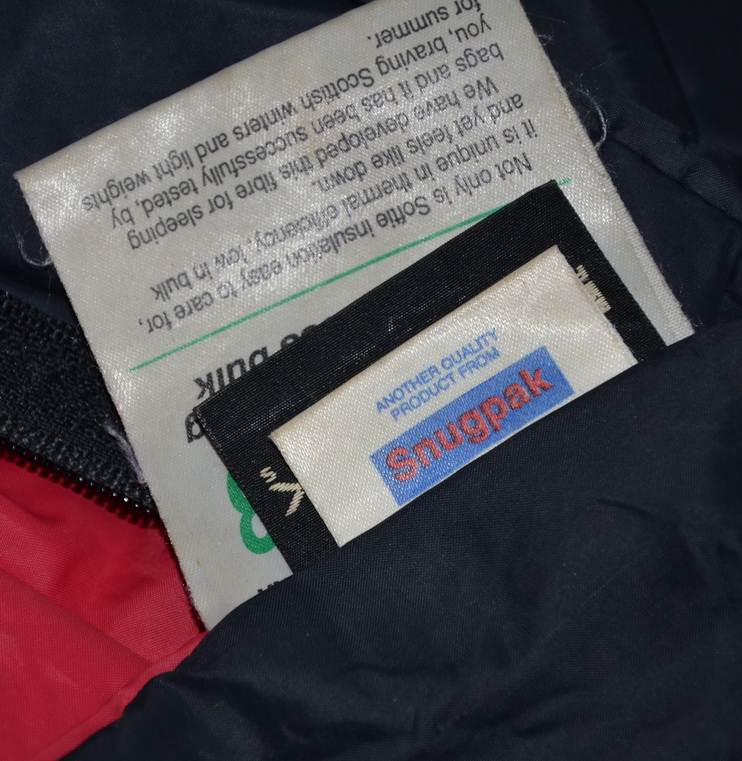 ANOTHER QUALITY
PRODUCT FROM
Snugpak
8
bulk
Not only is Softie insulation easy to care for,
it is unique in thermal efficiency, low in bulk
and yet feels like down.
We have developed this fibre for sleeping
bags and it has been successfully tested, by
you, braving Scottish winters and light weights
for summer.